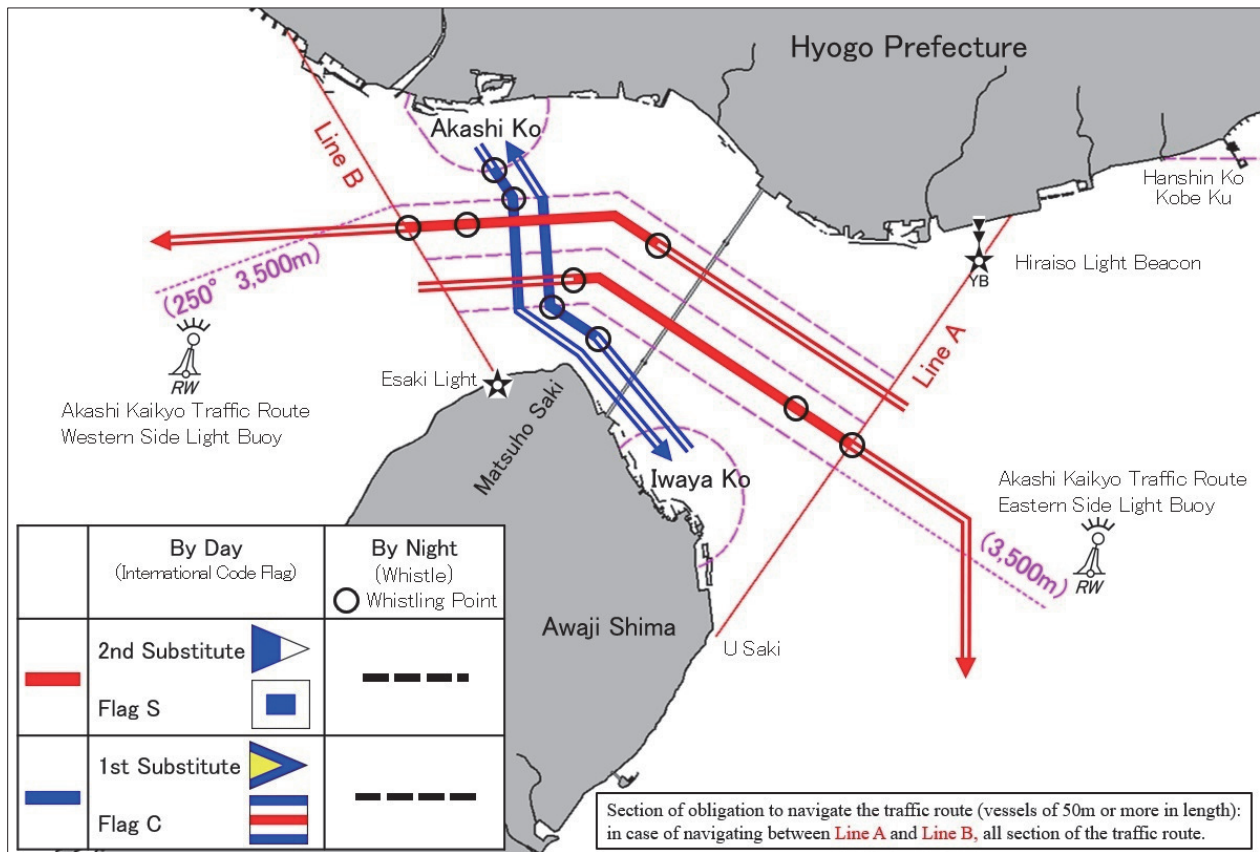 Hyogo Prefecture
Akashi Ko
Line B
Hanshin Ko
Kobe Ku
Hiraiso Light Beacon
YB
(250° 3,500m)
Line A
RW
Esaki Light
Akashi Kaikyo Traffic Route
Western Side Light Buoy
Matsuho Saki
Iwaya Ko
Akashi Kaikyo Traffic Route
Eastern Side Light Buoy
(3,500m)
RW
Awaji Shima
U Saki
By Day
(International Code Flag)
By Night
(Whistle)
Whistling Point
2nd Substitute
Flag S
1st Substitute
Flag C
Section of obligation to navigate the traffic route (vessels of 50m or more in length):
in case of navigating between Line A and Line B, all section of the traffic route.